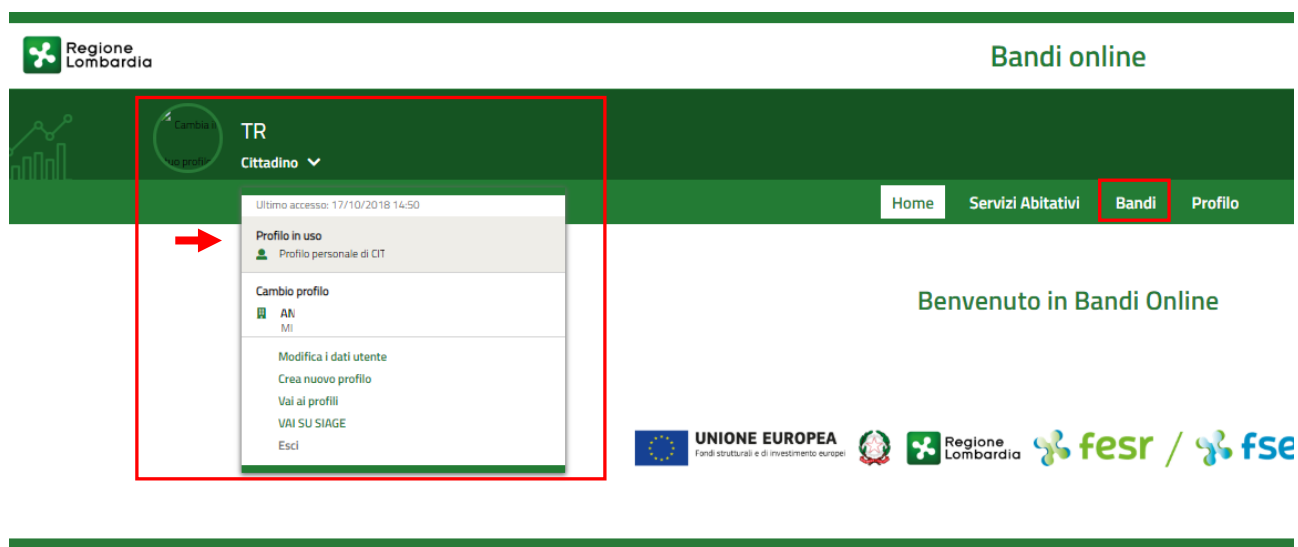 Regione
Lombardia
Bandi online
Cambia il
tuo profilo
TR
Cittadino
Home Servizi Abitativi Bandi Profilo
Ultimo accesso: 17/10/2018 14:50
Profilo in uso
Profilo personale di CIT
Cambio profilo
AN
MI
Modifica i dati utente
Crea nuovo profilo
Vai ai profili
VAI SU SIAGE
Esci
Benvenuto in Bandi Online
UNIONE EUROPEA
Fondi strutturali e di investimento europei
Regione
Lombardia
fesr / fse